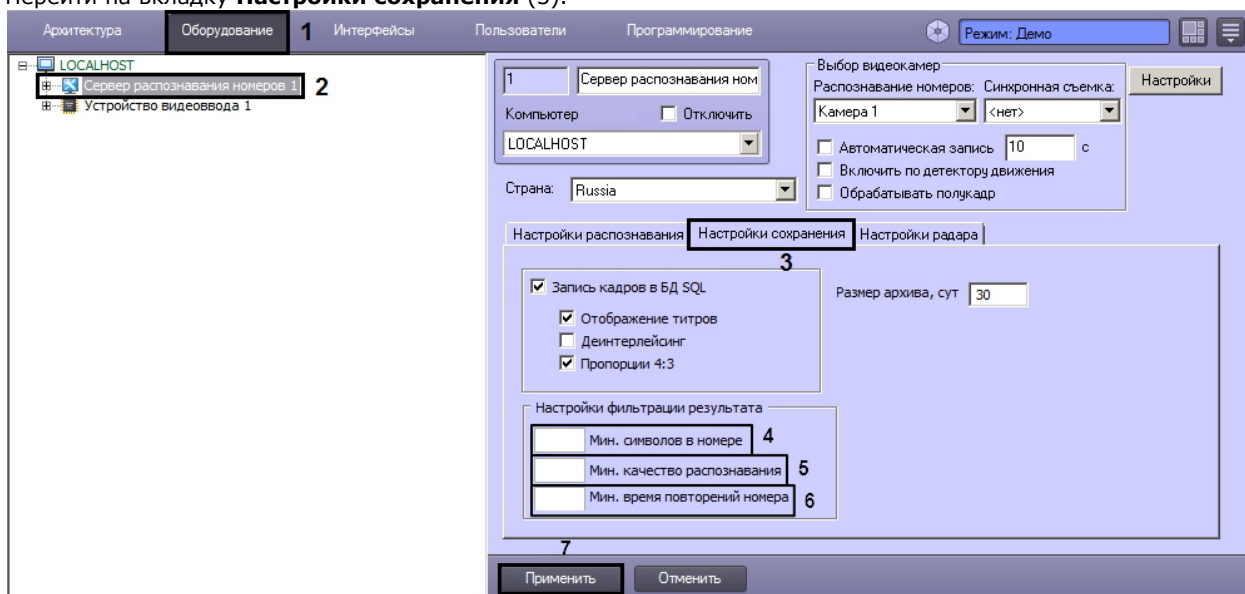 Перейти на вкладку Настройки сохранения (3).
Архитектура Оборудование 1 Интерфейсы Пользователи Программирование Режим: Демо
LOCALHOST
Сервер распознавания номеров 1 2
Устройство видеоввода 1
1 Сервер распознавания ном
Компьютер Отключить
LOCALHOST
Страна: Russia
Выбор видеокамер
Распознавание номеров: Синхронная съемка:
Камера 1 <нет>
Автоматическая запись 10 с
Включить по детектору движения
Обрабатывать полукадр
Настройки
Настройки распознавания Настройки сохранения Настройки радара
3
Запись кадров в БД SQL
Отображение титров
Деинтерлейсинг
Пропорции 4:3
Размер архива, сут 30
Настройки фильтрации результата
Мин. символов в номере 4
Мин. качество распознавания 5
Мин. время повторений номера 6
7
Применить Отменить